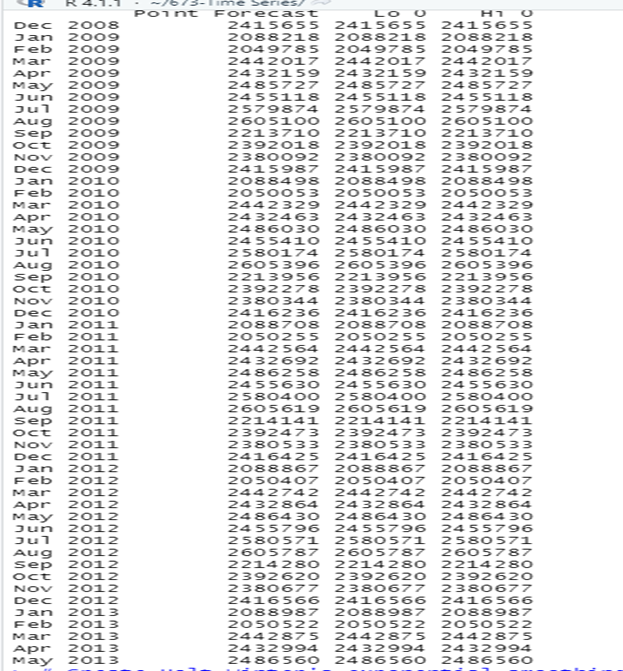 R 4.1.1 · ~/673-Time Series/
Point Forecast Lo 0 Hi 0
Dec 2008 2415655 2415655 2415655
Jan 2009 2088218 2088218 2088218
Feb 2009 2049785 2049785 2049785
Mar 2009 2442017 2442017 2442017
Apr 2009 2432159 2432159 2432159
May 2009 2485727 2485727 2485727
Jun 2009 2455118 2455118 2455118
Jul 2009 2579874 2579874 2579874
Aug 2009 2605100 2605100 2605100
Sep 2009 2213710 2213710 2213710
Oct 2009 2392018 2392018 2392018
Nov 2009 2380092 2380092 2380092
Dec 2009 2415987 2415987 2415987
Jan 2010 2088498 2088498 2088498
Feb 2010 2050053 2050053 2050053
Mar 2010 2442329 2442329 2442329
Apr 2010 2432463 2432463 2432463
May 2010 2486030 2486030 2486030
Jun 2010 2455410 2455410 2455410
Jul 2010 2580174 2580174 2580174
Aug 2010 2605396 2605396 2605396
Sep 2010 2213956 2213956 2213956
Oct 2010 2392278 2392278 2392278
Nov 2010 2380344 2380344 2380344
Dec 2010 2416236 2416236 2416236
Jan 2011 2088708 2088708 2088708
Feb 2011 2050255 2050255 2050255
Mar 2011 2442564 2442564 2442564
Apr 2011 2432692 2432692 2432692
May 2011 2486258 2486258 2486258
Jun 2011 2455630 2455630 2455630
Jul 2011 2580400 2580400 2580400
Aug 2011 2605619 2605619 2605619
Sep 2011 2214141 2214141 2214141
Oct 2011 2392473 2392473 2392473
Nov 2011 2380533 2380533 2380533
Dec 2011 2416425 2416425 2416425
Jan 2012 2088867 2088867 2088867
Feb 2012 2050407 2050407 2050407
Mar 2012 2442742 2442742 2442742
Apr 2012 2432864 2432864 2432864
May 2012 2486430 2486430 2486430
Jun 2012 2455796 2455796 2455796
Jul 2012 2580571 2580571 2580571
Aug 2012 2605787 2605787 2605787
Sep 2012 2214280 2214280 2214280
Oct 2012 2392620 2392620 2392620
Nov 2012 2380677 2380677 2380677
Dec 2012 2416566 2416566 2416566
Jan 2013 2088987 2088987 2088987
Feb 2013 2050522 2050522 2050522
Mar 2013 2442875 2442875 2442875
Apr 2013 2432994 2432994 2432994
May 2013 2486560 2486560 2486560